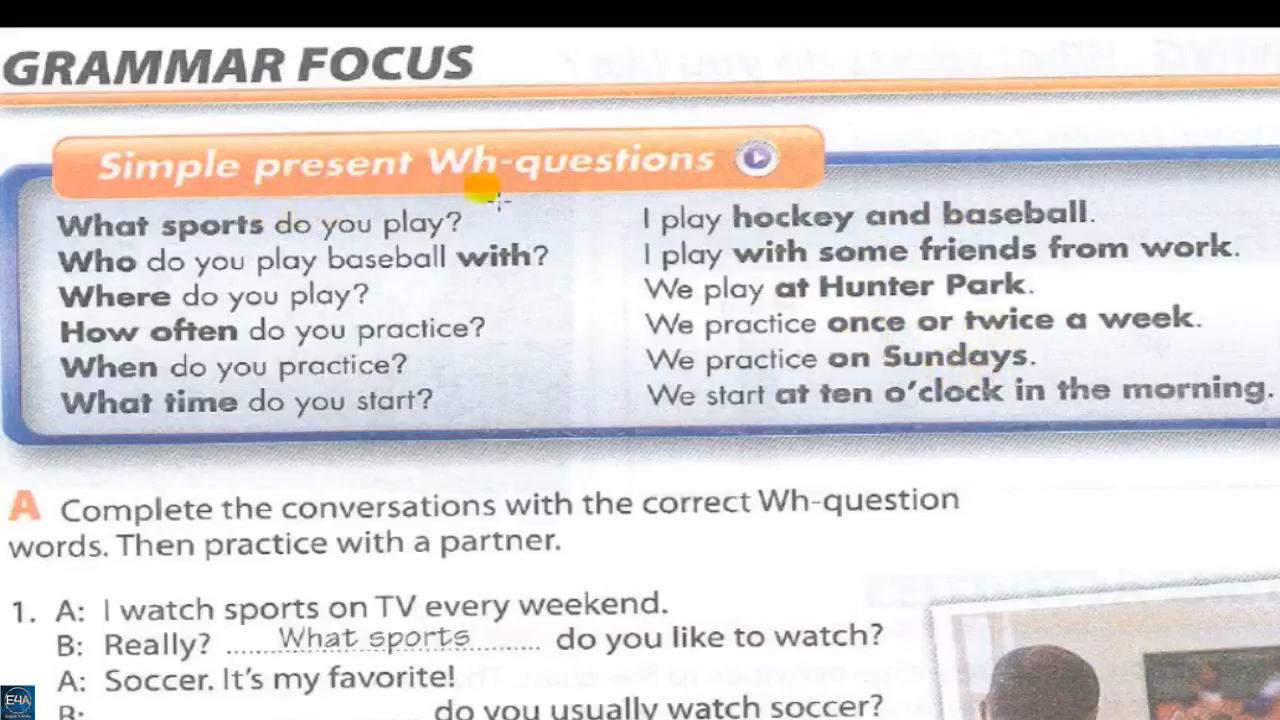 GRAMMAR FOCUS
Simple present Wh-questions
What sports do you play? I play hockey and baseball.
Who do you play baseball with? I play with some friends from work.
Where do you play? We play at Hunter Park.
How often do you practice? We practice once or twice a week.
When do you practice? We practice on Sundays.
What time do you start? We start at ten o'clock in the morning.
A Complete the conversations with the correct Wh-question
words. Then practice with a partner.
1. A: I watch sports on TV every weekend.
B: Really? What sports do you like to watch?
A: Soccer. It's my favorite!
B: do you usually watch soccer?
E4A